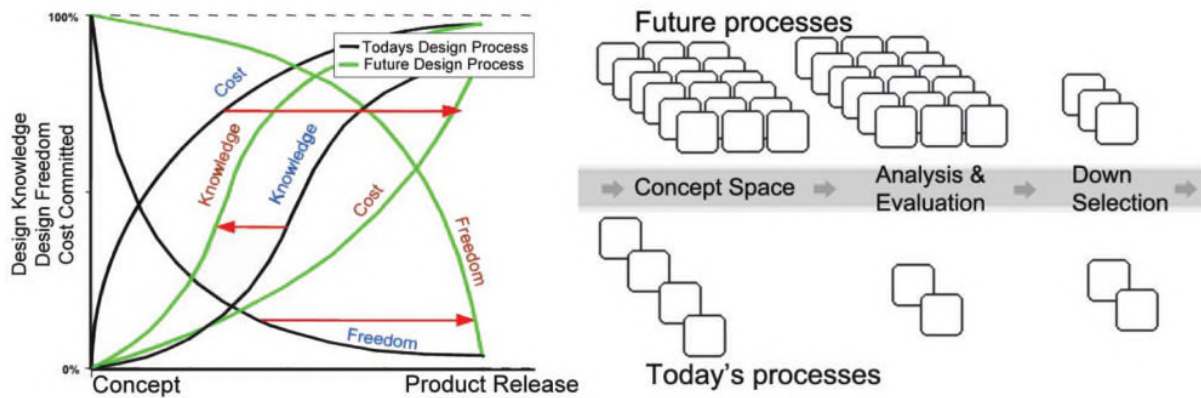 100%
Todays Design Process
Future Design Process
Cost
Knowledge
Knowledge
Cost
Freedom
Freedom
Design Knowledge
Design Freedom
Cost Committed
0%
Concept
Product Release
Future processes
Concept Space
Analysis &
Evaluation
Down
Selection
Today's processes